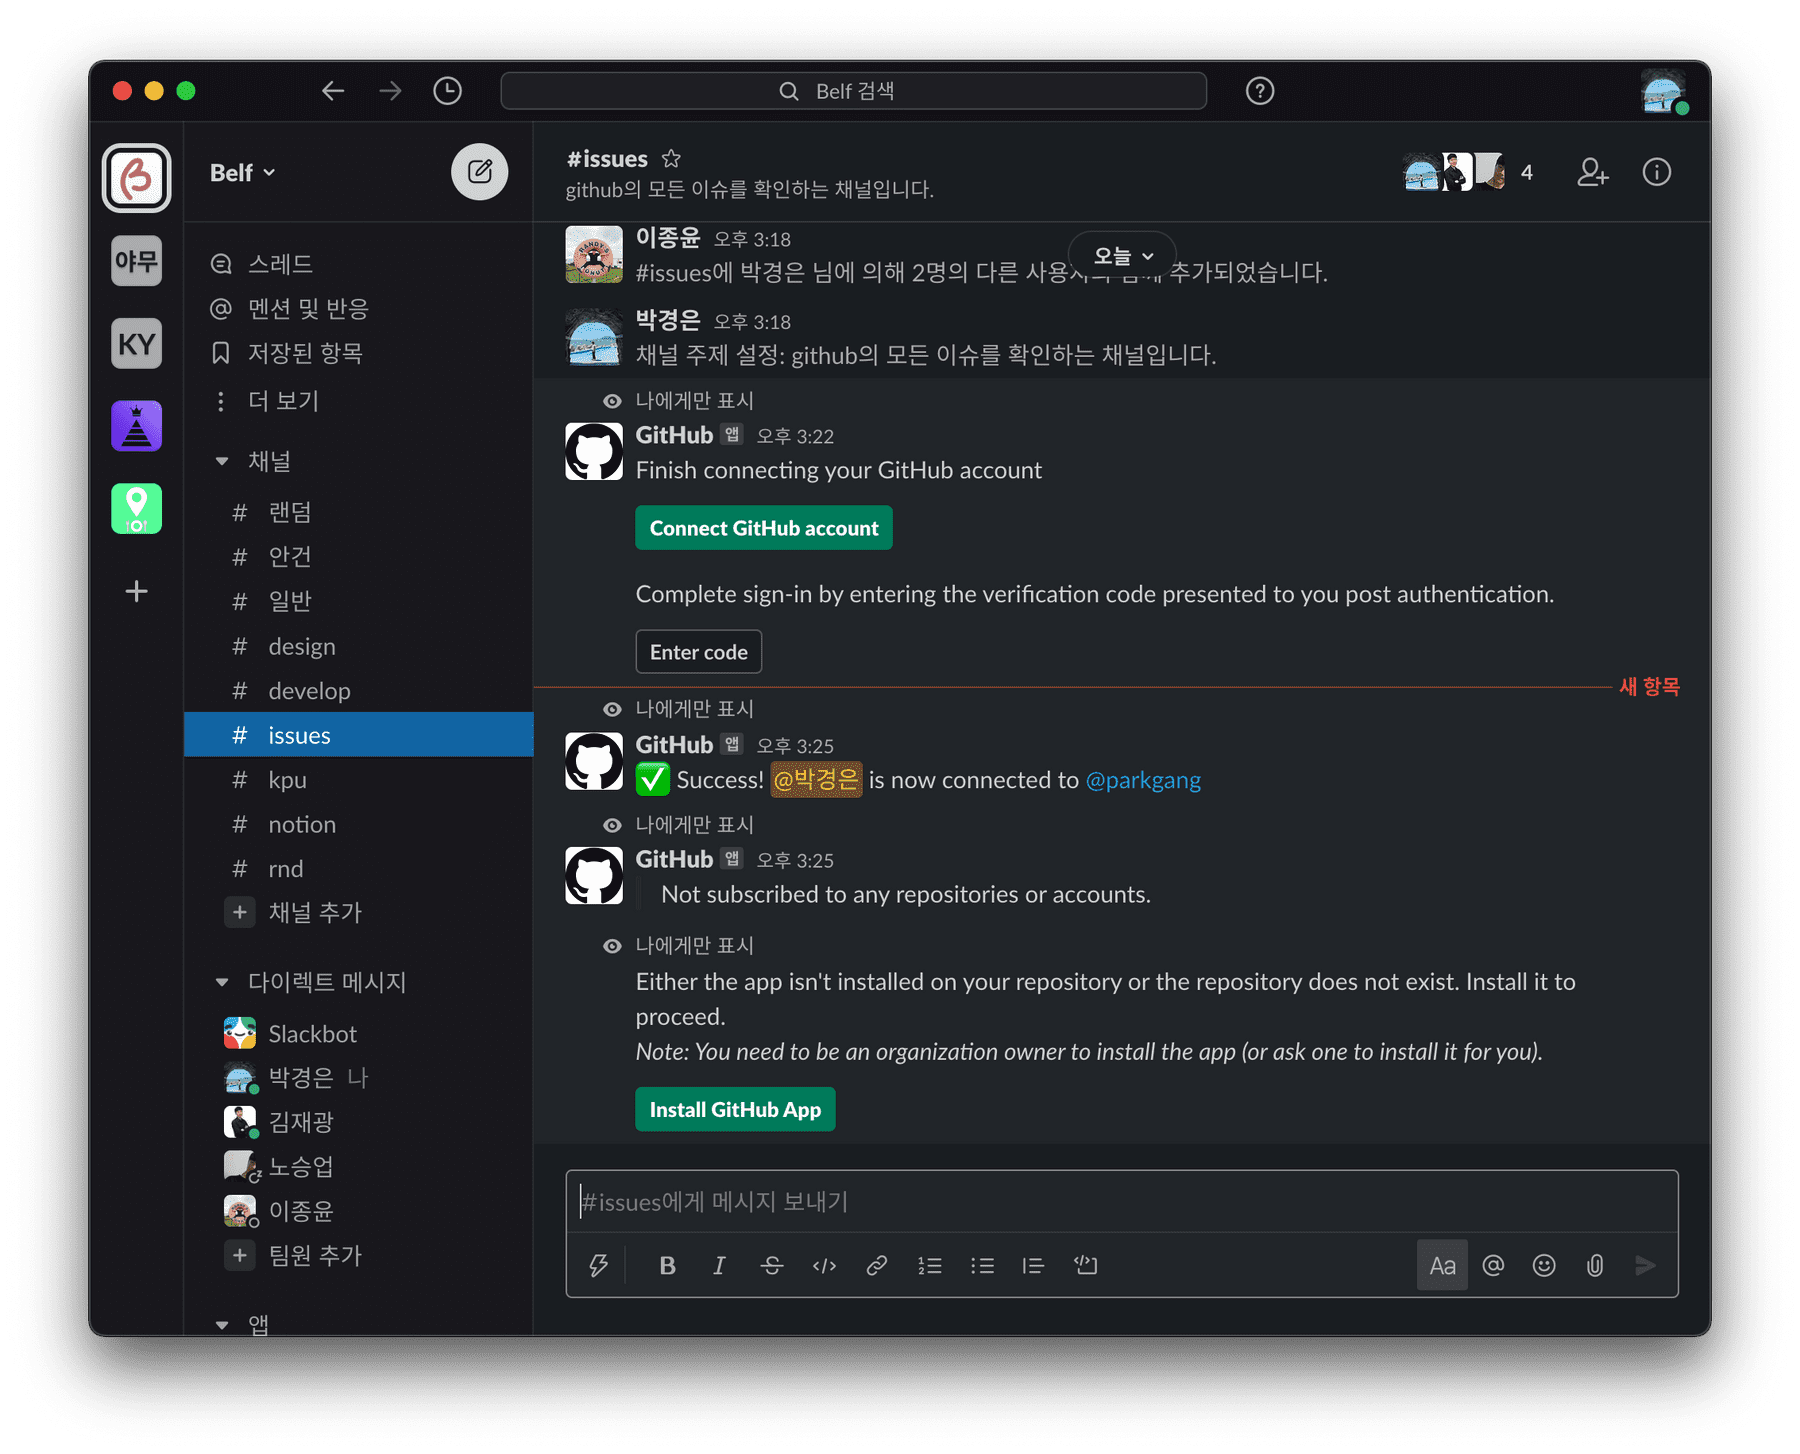 Belf 검색
야무
KY
Belf
스레드
@ 멘션 및 반응
저장된 항목
더 보기
채널
# 랜덤
# 안건
# 일반
# design
# develop
# issues
# kpu
# notion
# rnd
+ 채널 추가
다이렉트 메시지
Slackbot
박경은 나
김재광
노승업
이종윤
+ 팀원 추가
앱
#issues
github의 모든 이슈를 확인하는 채널입니다.
4
오늘
이종윤 오후 3:18
#issues에 박경은 님에 의해 2명의 다른 사용자와 함께 추가되었습니다.
박경은 오후 3:18
채널 주제 설정: github의 모든 이슈를 확인하는 채널입니다.
나에게만 표시
GitHub 앱 오후 3:22
Finish connecting your GitHub account
Connect GitHub account
Complete sign-in by entering the verification code presented to you post authentication.
Enter code
새 항목
나에게만 표시
GitHub 앱 오후 3:25
Success! @박경은 is now connected to @parkgang
나에게만 표시
GitHub 앱 오후 3:25
Not subscribed to any repositories or accounts.
나에게만 표시
Either the app isn't installed on your repository or the repository does not exist. Install it to
proceed.
Note: You need to be an organization owner to install the app (or ask one to install it for you).
Install GitHub App
#issues에게 메시지 보내기
B I S </> Aa @